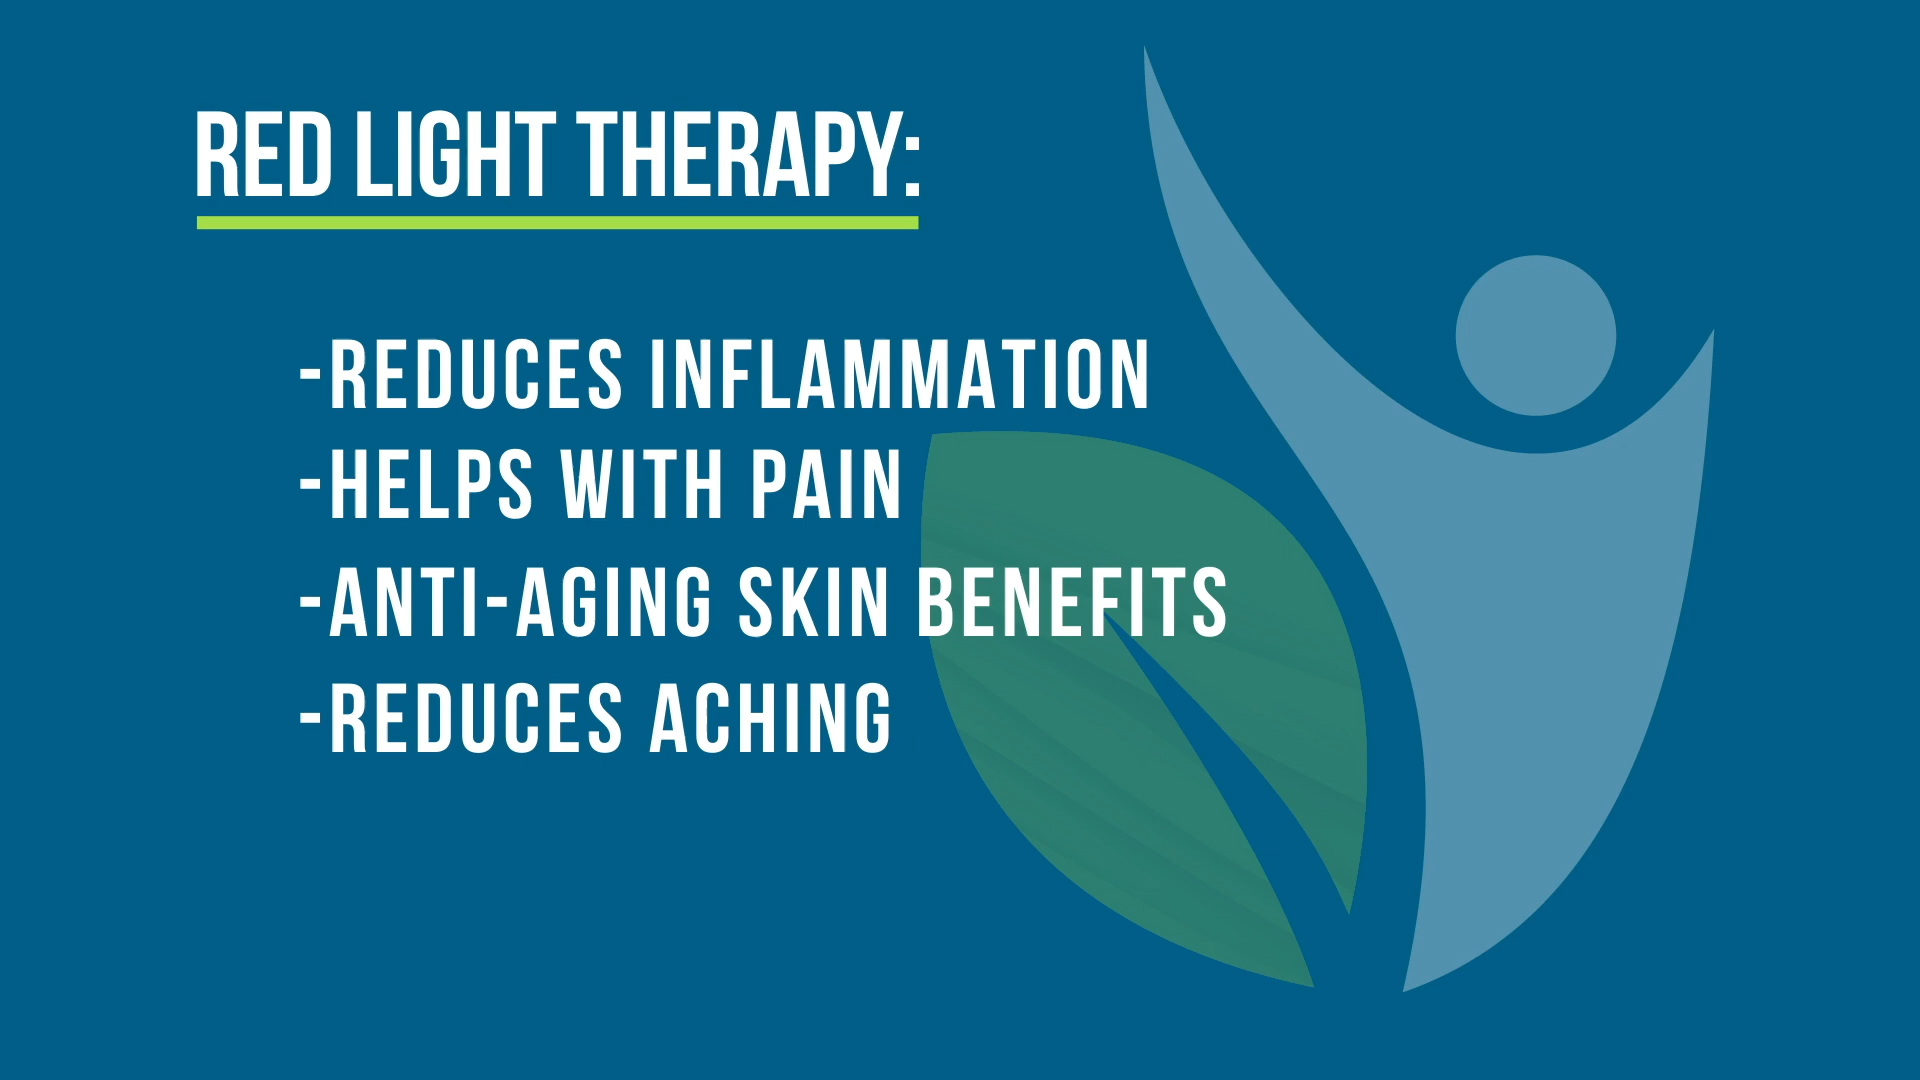 RED LIGHT THERAPY:
-REDUCES INFLAMMATION
-HELPS WITH PAIN
-ANTI-AGING SKIN BENEFITS
-REDUCES ACHING